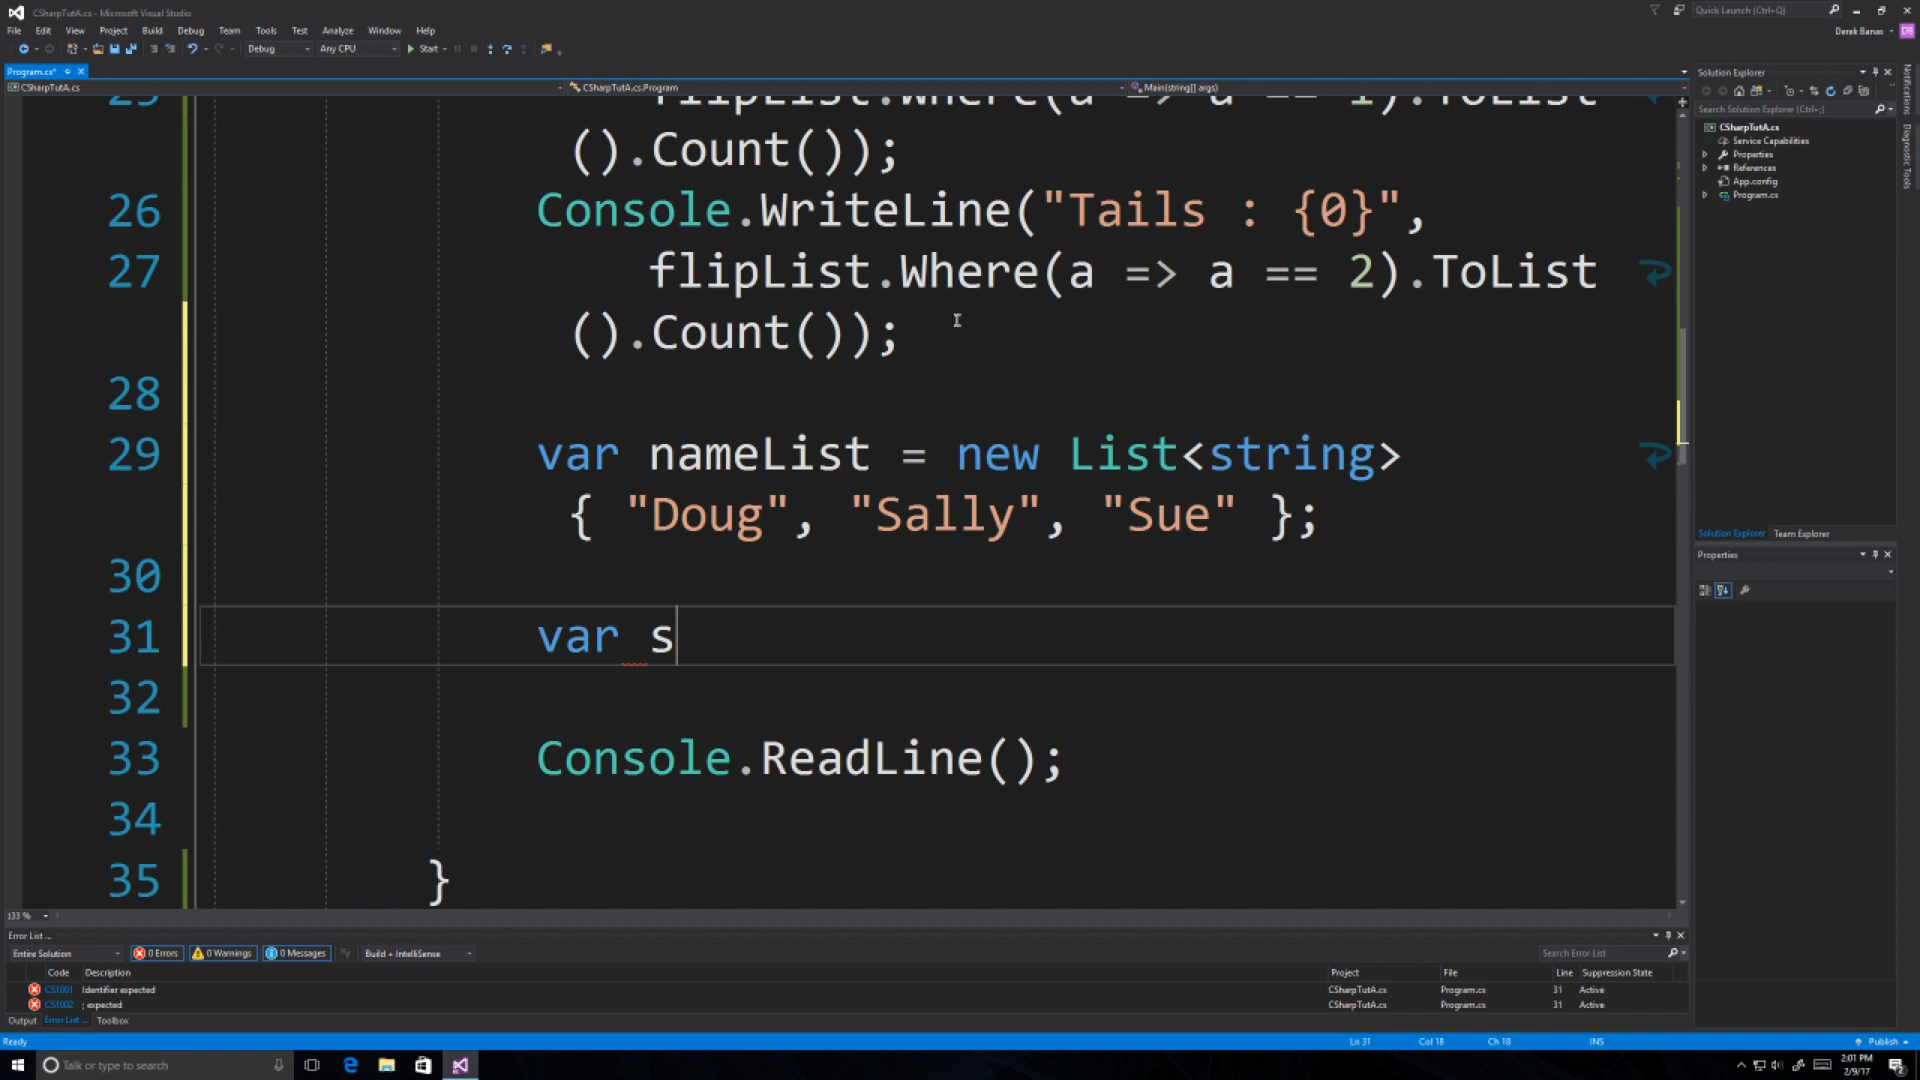 CSharpTutA.cs - Microsoft Visual Studio
Quick Launch (Ctrl+Q)
File Edit View Project Build Debug Team Tools Test Analyze Window Help
Derek Banas
DB
Debug Any CPU Start
Program.cs*
CSharpTutA.cs CSharpTutA.cs.Program Main(string[] args)
25 flipList.Where(a => a == 1).ToList
().Count());
26 Console.WriteLine("Tails : {0}",
27 flipList.Where(a => a == 2).ToList
().Count());
28
29 var nameList = new List<string>
{ "Doug", "Sally", "Sue" };
30
31 var s
32
33 Console.ReadLine();
34
35 }
133 %
Solution Explorer
Search Solution Explorer (Ctrl+;)
CSharpTutA.cs
Service Capabilities
Properties
References
App.config
Program.cs
Solution Explorer Team Explorer
Properties
Notifications
Diagnostic Tools
Error List ...
Entire Solution 0 Errors 0 Warnings 0 Messages Build + IntelliSense Search Error List
Code Description Project File Line Suppression State
CS1001 Identifier expected CSharpTutA.cs Program.cs 31 Active
CS1002 ; expected CSharpTutA.cs Program.cs 31 Active
Output Error List ... Toolbox
Ready Ln 31 Col 18 Ch 18 INS Publish
Talk or type to search
2:01 PM
2/9/17